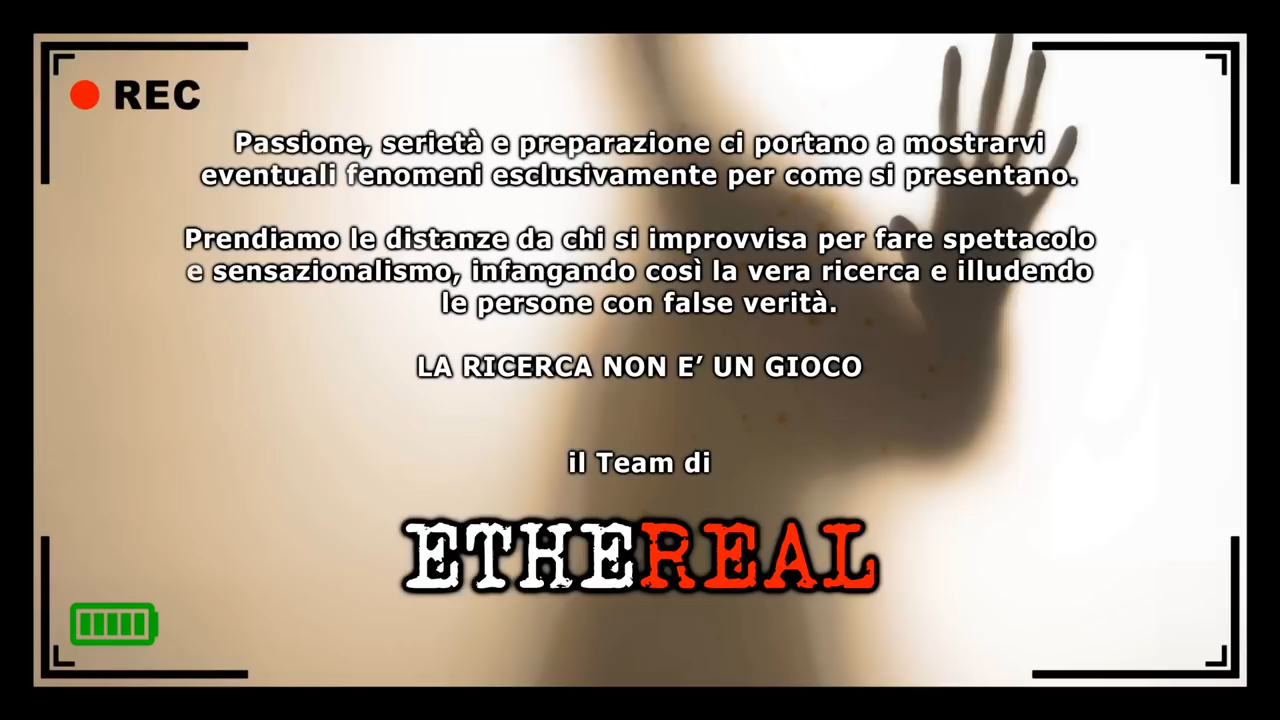 REC
Passione, serietà e preparazione ci portano a mostrarvi
eventuali fenomeni esclusivamente per come si presentano.
Prendiamo le distanze da chi si improvvisa per fare spettacolo
e sensazionalismo, infangando così la vera ricerca e illudendo
le persone con false verità.
LA RICERCA NON E’ UN GIOCO
il Team di
ETHEREAL